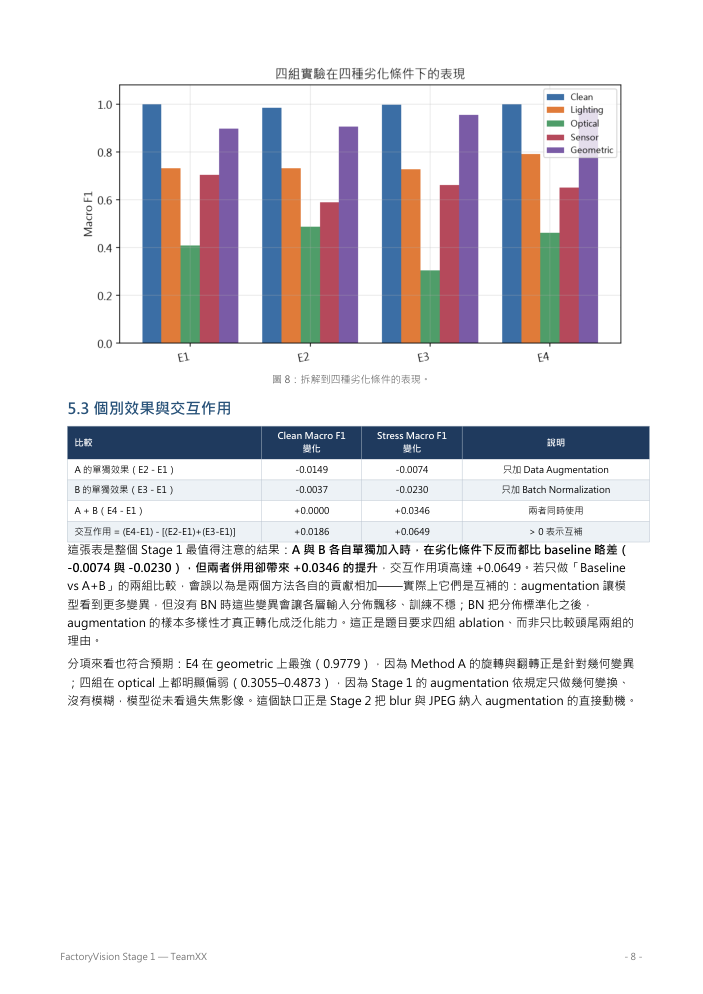 四組實驗在四種劣化條件下的表現
1.0
0.8
0.6
0.4
0.2
0.0
Macro F1
Clean
Lighting
Optical
Sensor
Geometric
E1
E2
E3
E4
圖 8：拆解到四種劣化條件的表現。
5.3 個別效果與交互作用
比較
Clean Macro F1
變化
Stress Macro F1
變化
說明
A 的單獨效果（E2 - E1）
-0.0149
-0.0074
只加 Data Augmentation
B 的單獨效果（E3 - E1）
-0.0037
-0.0230
只加 Batch Normalization
A + B（E4 - E1）
+0.0000
+0.0346
兩者同時使用
交互作用 = (E4-E1) - [(E2-E1)+(E3-E1)]
+0.0186
+0.0649
> 0 表示互補
這張表是整個 Stage 1 最值得注意的結果：A 與 B 各自單獨加入時，在劣化條件下反而都比 baseline 略差（
-0.0074 與 -0.0230），但兩者併用卻帶來 +0.0346 的提升，交互作用項高達 +0.0649。若只做「Baseline
vs A+B」的兩組比較，會誤以為是兩個方法各自的貢獻相加——實際上它們是互補的：augmentation 讓模
型看到更多變異，但沒有 BN 時這些變異會讓各層輸入分佈飄移、訓練不穩；BN 把分佈標準化之後，
augmentation 的樣本多樣性才真正轉化成泛化能力。這正是題目要求四組 ablation、而非只比較頭尾兩組的
理由。
分項來看也符合預期：E4 在 geometric 上最強（0.9779），因為 Method A 的旋轉與翻轉正是針對幾何變異
；四組在 optical 上都明顯偏弱（0.3055–0.4873），因為 Stage 1 的 augmentation 依規定只做幾何變換、
沒有模糊，模型從未看過失焦影像。這個缺口正是 Stage 2 把 blur 與 JPEG 納入 augmentation 的直接動機。
FactoryVision Stage 1 — TeamXX
- 8 -